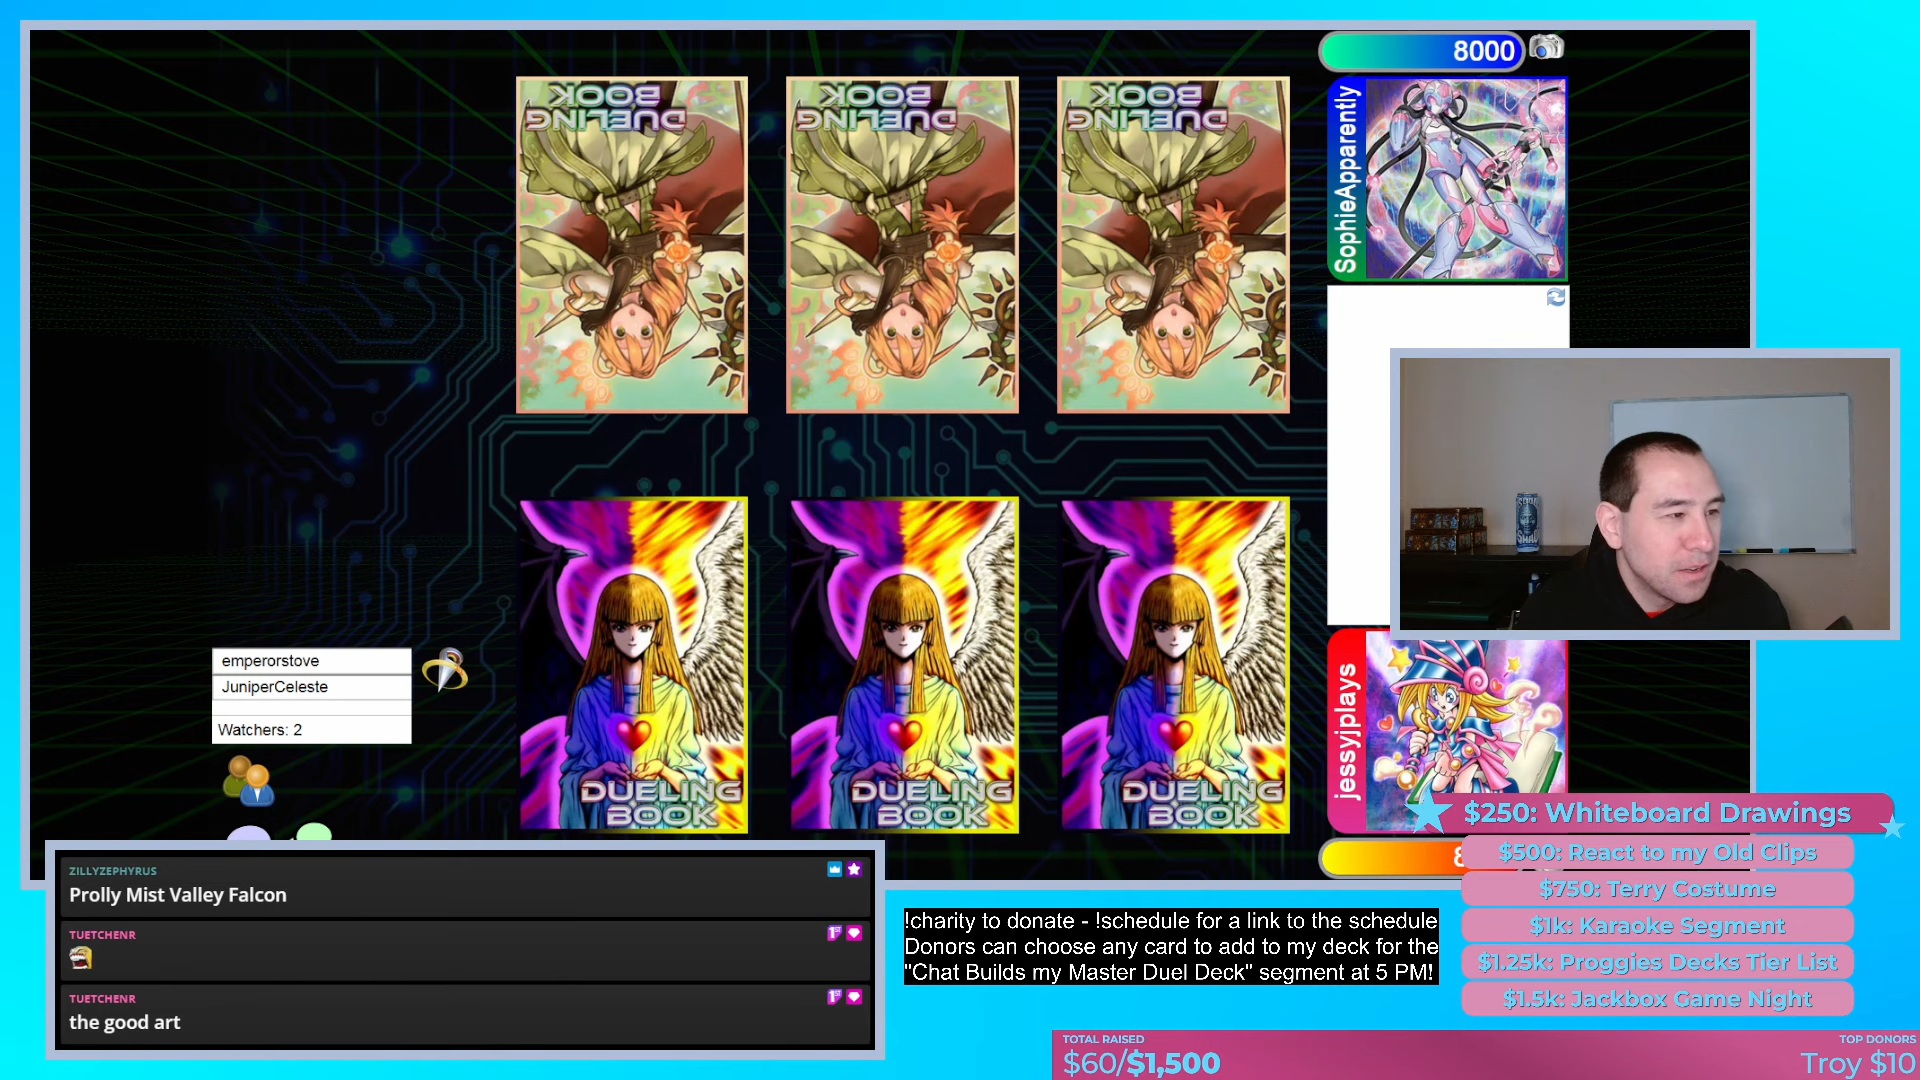 8000
DUELING
BOOK
DUELING
BOOK
DUELING
BOOK
SophieApparently
emperorstove
JuniperCeleste
Watchers: 2
DUELING
BOOK
DUELING
BOOK
DUELING
BOOK
jessyjplays
$250: Whiteboard Drawings
$500: React to my Old Clips
$750: Terry Costume
$1k: Karaoke Segment
$1.25k: Proggies Decks Tier List
$1.5k: Jackbox Game Night
ZILLYZEPHYRUS
Prolly Mist Valley Falcon
TUETCHENR
TUETCHENR
the good art
!charity to donate - !schedule for a link to the schedule
Donors can choose any card to add to my deck for the
"Chat Builds my Master Duel Deck" segment at 5 PM!
TOTAL RAISED
$60/$1,500
TOP DONORS
Troy $10